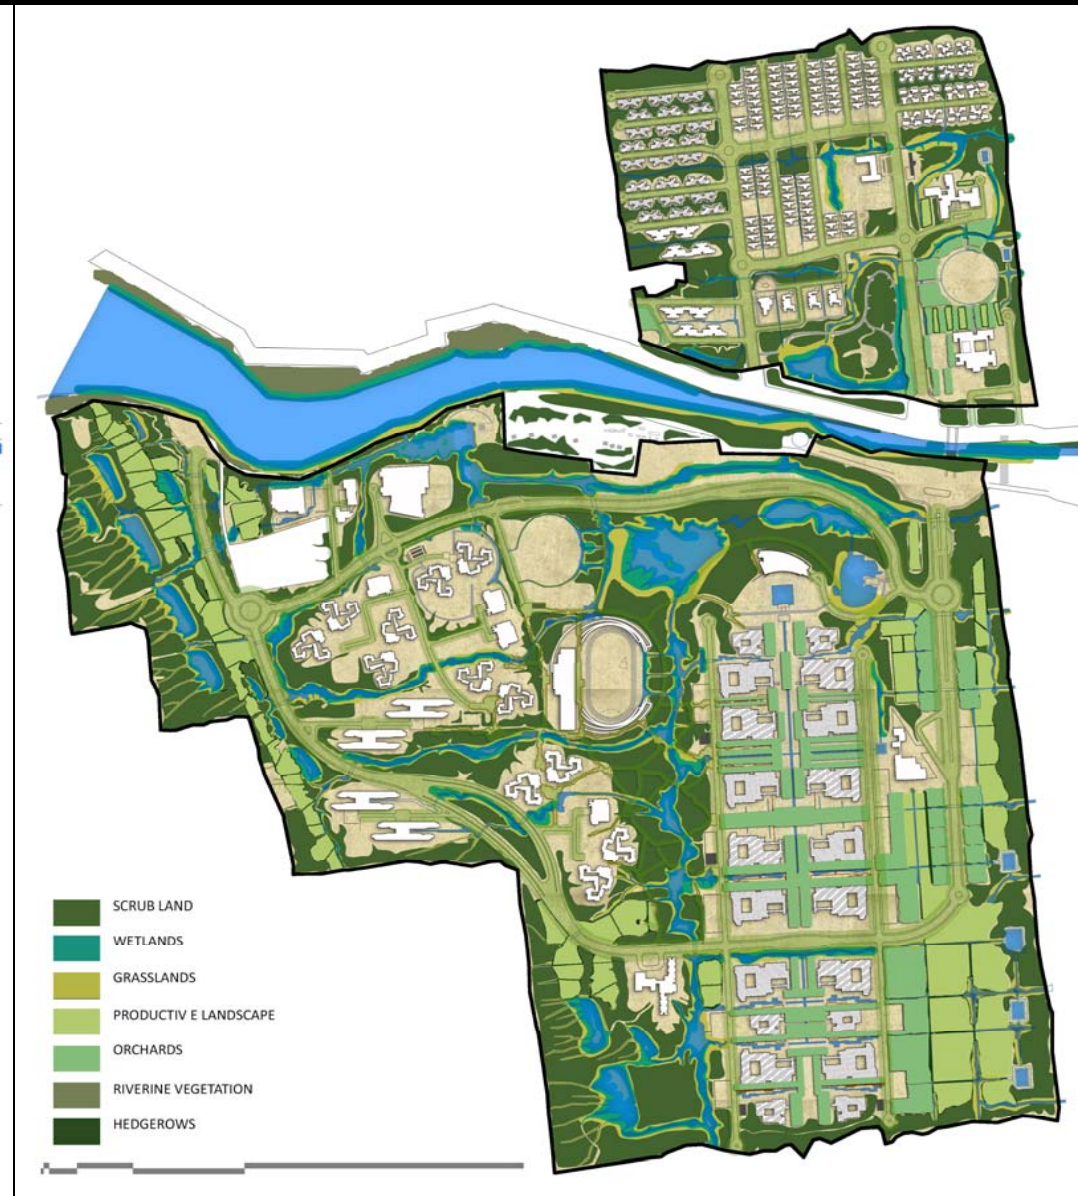 SCRUB LAND
WETLANDS
GRASSLANDS
PRODUCTIV E LANDSCAPE
ORCHARDS
RIVERINE VEGETATION
HEDGEROWS